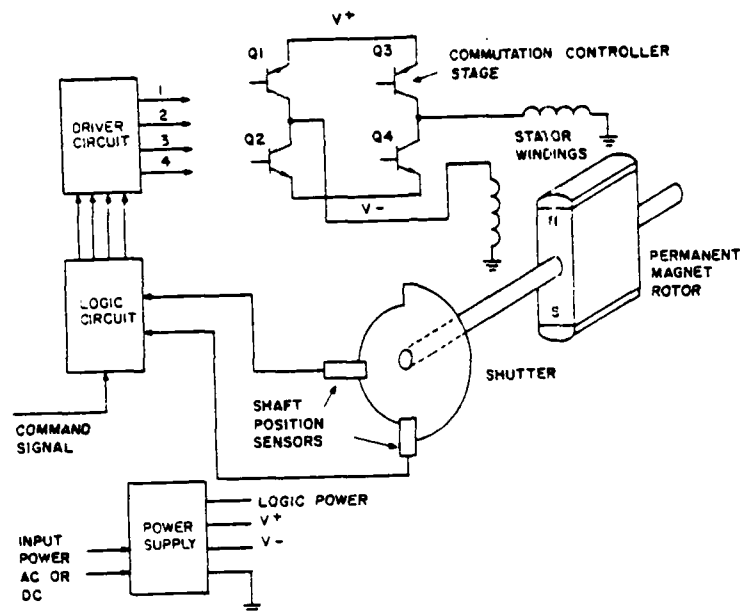 V+
Q1
Q3
COMMUTATION CONTROLLER
STAGE
DRIVER
CIRCUIT
1
2
3
4
Q2
Q4
STATOR
WINDINGS
V-
N
S
PERMANENT
MAGNET
ROTOR
LOGIC
CIRCUIT
SHUTTER
SHAFT
POSITION
SENSORS
COMMAND
SIGNAL
POWER
SUPPLY
LOGIC POWER
V+
V-
INPUT
POWER
AC OR
DC